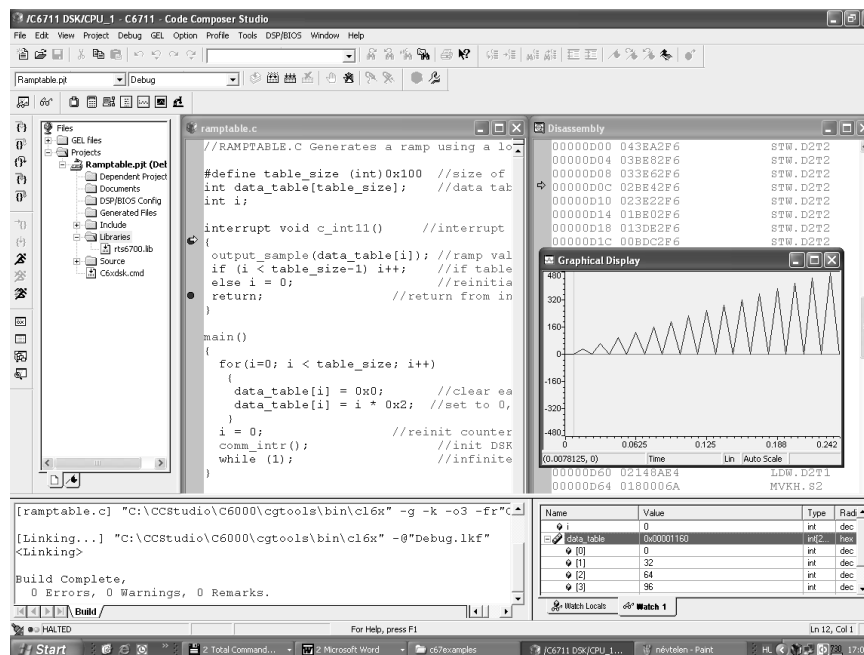 /C6711 DSK/CPU_1 - C6711 - Code Composer Studio
File Edit View Project Debug GEL Option Profile Tools DSP/BIOS Window Help
Ramptable.pjt Debug
Files
GEL files
Projects
Ramptable.pjt (Det
Dependent Project
Documents
DSP/BIOS Config
Generated Files
Include
Libraries
rts6700.lib
Source
C6xdsk.cmd
ramptable.c
//RAMPTABLE.C Generates a ramp using a lo
#define table_size (int)0x100 //size of
int data_table[table_size]; //data tab
int i;
interrupt void c_int11() //interrupt
{
output_sample(data_table[i]); //ramp val
if (i < table_size-1) i++; //if table
else i = 0; //reinitia
return; //return from in
}
main()
{
for(i=0; i < table_size; i++)
{
data_table[i] = 0x0; //clear ea
data_table[i] = i * 0x2; //set to 0,
}
i = 0; //reinit counter
comm_intr(); //init DSK
while (1); //infinite
}
Disassembly
00000D00 043EA2F6 STW.D2T2
00000D04 03BE82F6 STW.D2T2
00000D08 033E62F6 STW.D2T2
00000D0C 02BE42F6 STW.D2T2
00000D10 023E22F6 STW.D2T2
00000D14 01BE02F6 STW.D2T2
00000D18 013DE2F6 STW.D2T2
00000D1C 00BDC2F6 STW.D2T2
Graphical Display
480
320
160
0
-160
-320
-480
0 0.0625 0.125 0.188 0.242
(0.0078125, 0) Time Lin Auto Scale
00000D60 02148AE4 LDW.D2T1
00000D64 0180006A MVKH.S2
[ramptable.c] "C:\CCStudio\C6000\cgtools\bin\cl6x" -g -k -o3 -fr"C
[Linking...] "C:\CCStudio\C6000\cgtools\bin\cl6x" -@"Debug.lkf"
<Linking>
Build Complete,
0 Errors, 0 Warnings, 0 Remarks.
Build
Name Value Type Radi
i 0 int dec
data_table 0x00001160 int[2... hex
[0] 0 int dec
[1] 32 int dec
[2] 64 int dec
[3] 96 int dec
Watch Locals Watch 1
HALTED For Help, press F1 Ln 12, Col 1
Start 2 Total Command... 2 Microsoft Word c67examples /C6711 DSK/CPU_1... névtelen - Paint HL